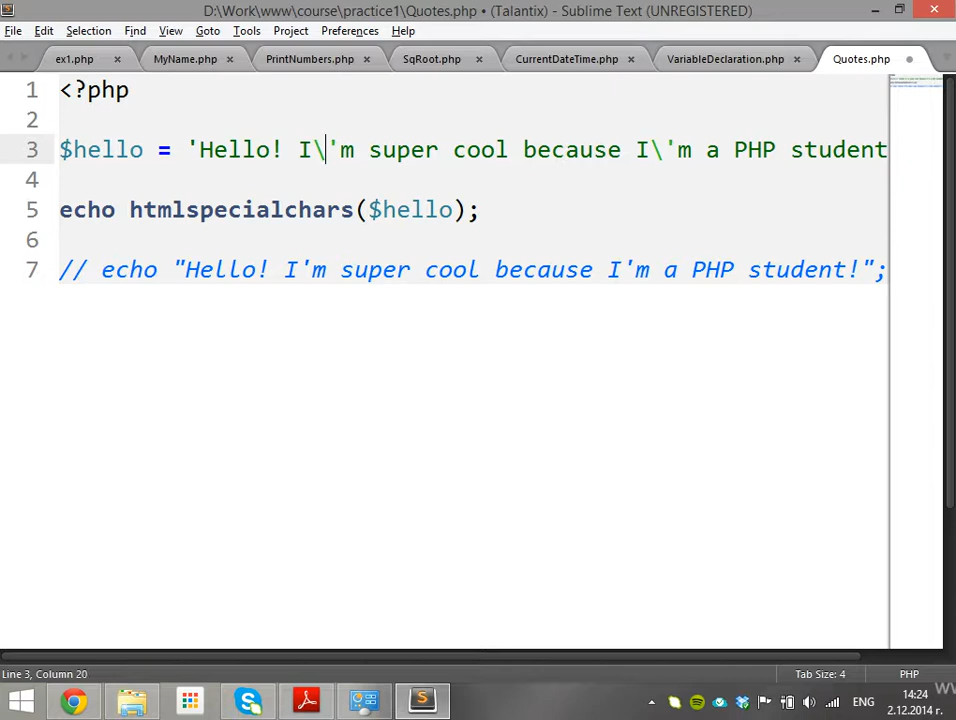 D:\Work\www\course\practice1\Quotes.php • (Talantix) - Sublime Text (UNREGISTERED)
File Edit Selection Find View Goto Tools Project Preferences Help
ex1.php MyName.php PrintNumbers.php SqRoot.php CurrentDateTime.php VariableDeclaration.php Quotes.php
1 <?php
2
3 $hello = 'Hello! I\'m super cool because I\'m a PHP student
4
5 echo htmlspecialchars($hello);
6
7 // echo "Hello! I'm super cool because I'm a PHP student!";
Line 3, Column 20 Tab Size: 4 PHP
ENG
14:24
2.12.2014 г.